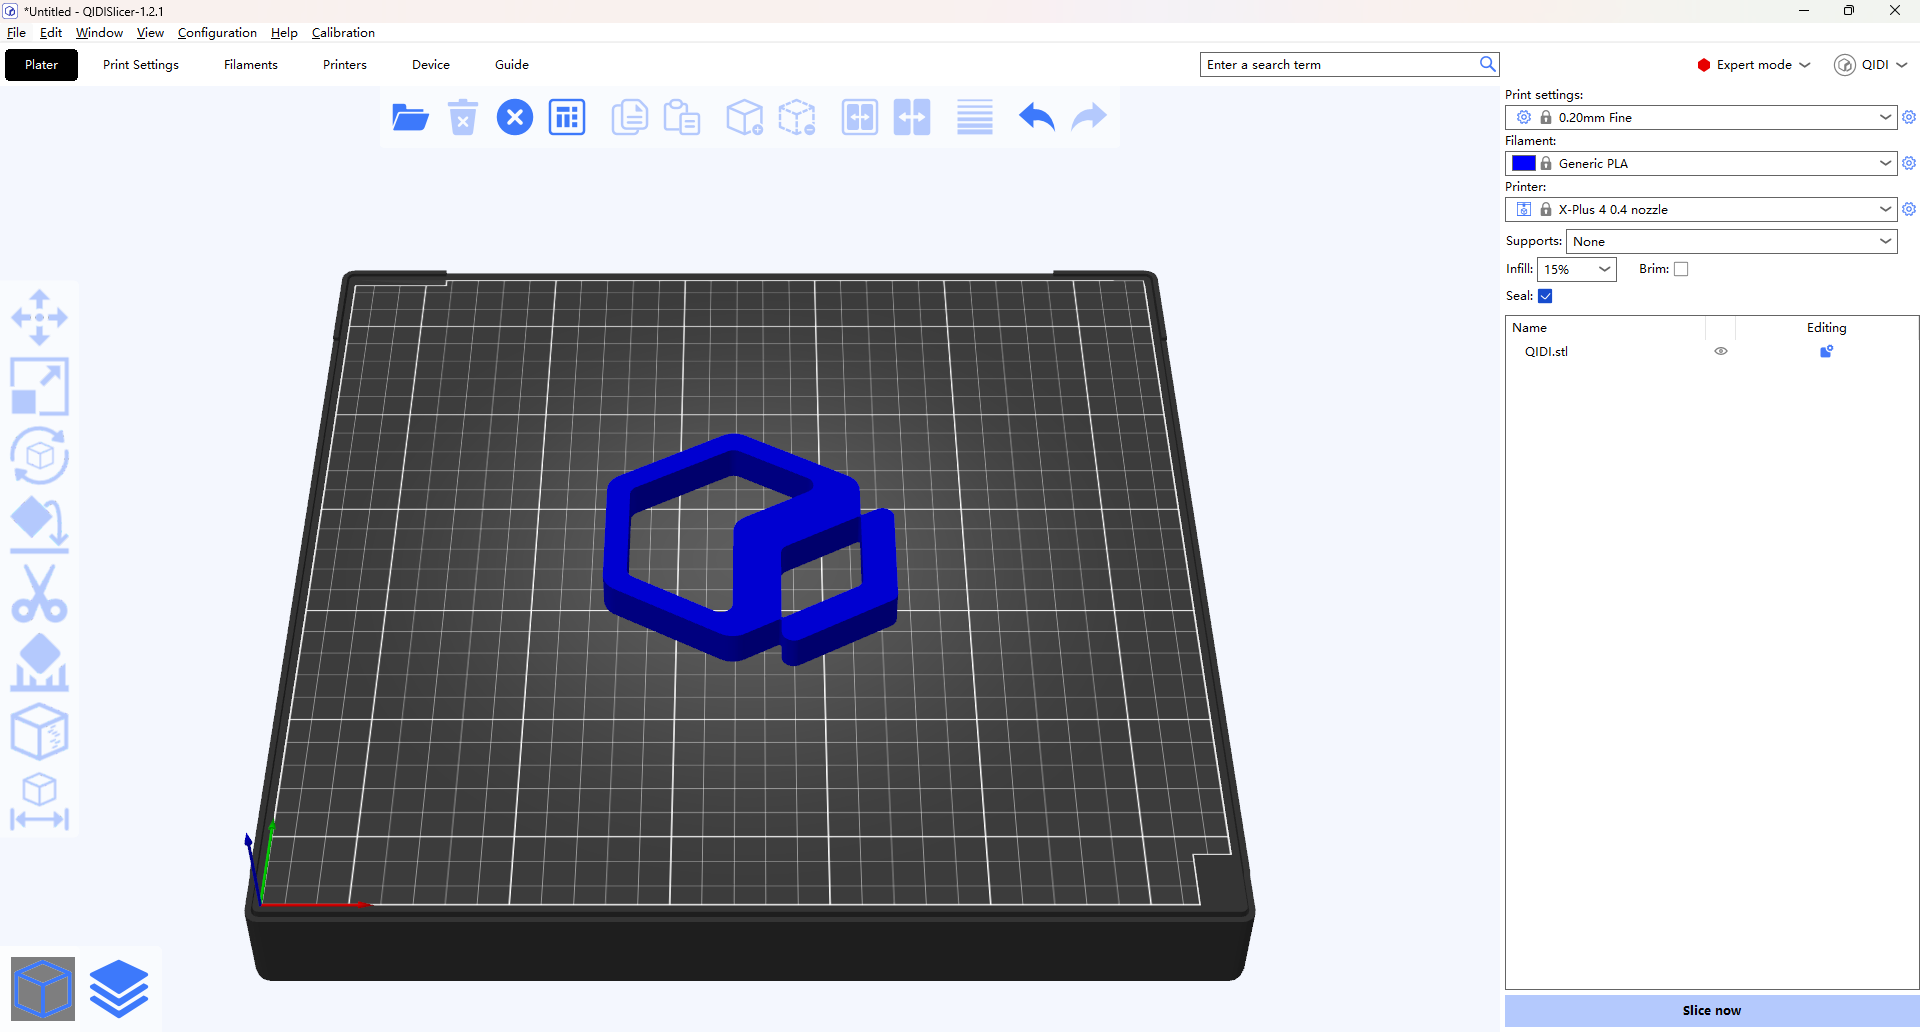 *Untitled - QIDISlicer-1.2.1
File Edit Window View Configuration Help Calibration
Plater Print Settings Filaments Printers Device Guide Enter a search term Expert mode QIDI
Print settings:
0.20mm Fine
Filament:
Generic PLA
Printer:
X-Plus 4 0.4 nozzle
Supports: None
Infill: 15% Brim:
Seal:
Name Editing
QIDI.stl
Slice now